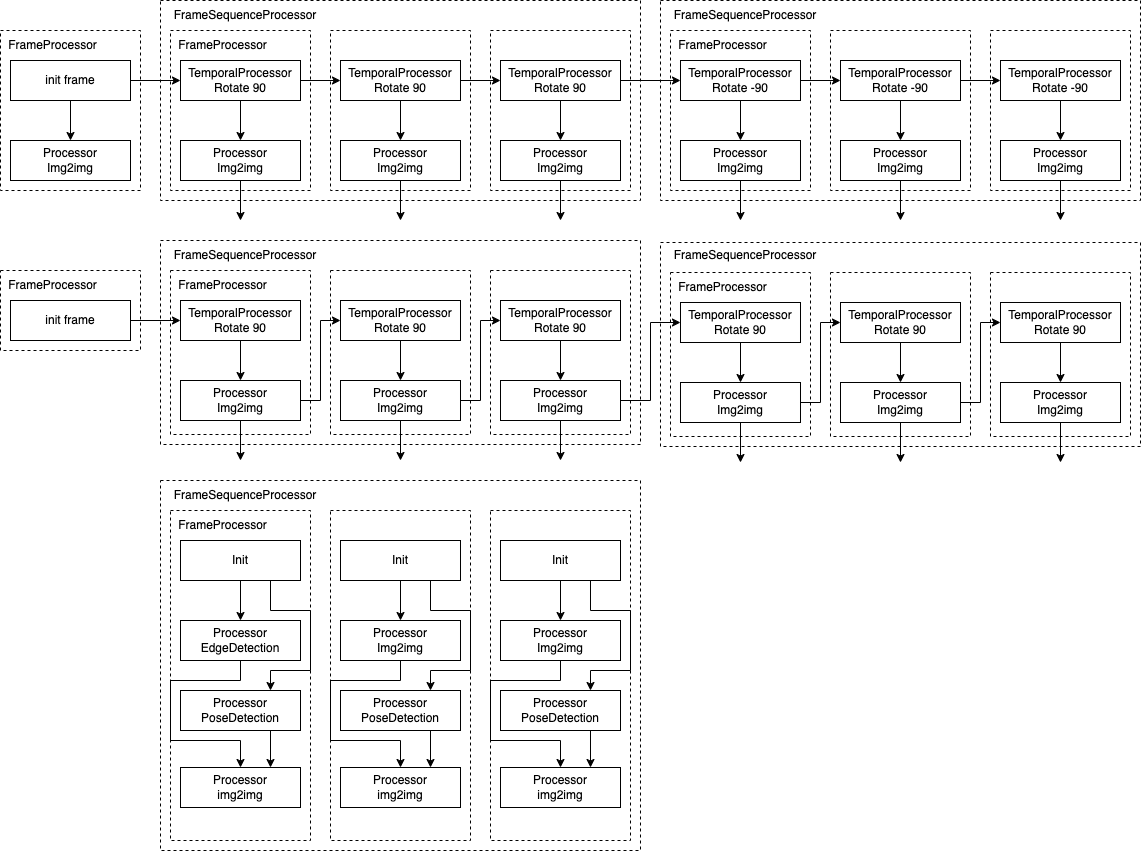 FrameSequenceProcessor
FrameSequenceProcessor
FrameProcessor
FrameProcessor
FrameProcessor
init frame
TemporalProcessor
Rotate 90
TemporalProcessor
Rotate 90
TemporalProcessor
Rotate 90
TemporalProcessor
Rotate -90
TemporalProcessor
Rotate -90
TemporalProcessor
Rotate -90
Processor
Img2img
Processor
Img2img
Processor
Img2img
Processor
Img2img
Processor
Img2img
Processor
Img2img
Processor
Img2img
FrameSequenceProcessor
FrameSequenceProcessor
FrameProcessor
FrameProcessor
FrameProcessor
init frame
TemporalProcessor
Rotate 90
TemporalProcessor
Rotate 90
TemporalProcessor
Rotate 90
TemporalProcessor
Rotate 90
TemporalProcessor
Rotate 90
TemporalProcessor
Rotate 90
Processor
Img2img
Processor
Img2img
Processor
Img2img
Processor
Img2img
Processor
Img2img
Processor
Img2img
FrameSequenceProcessor
FrameProcessor
Init
Init
Init
Processor
EdgeDetection
Processor
Img2img
Processor
Img2img
Processor
PoseDetection
Processor
PoseDetection
Processor
PoseDetection
Processor
img2img
Processor
img2img
Processor
img2img